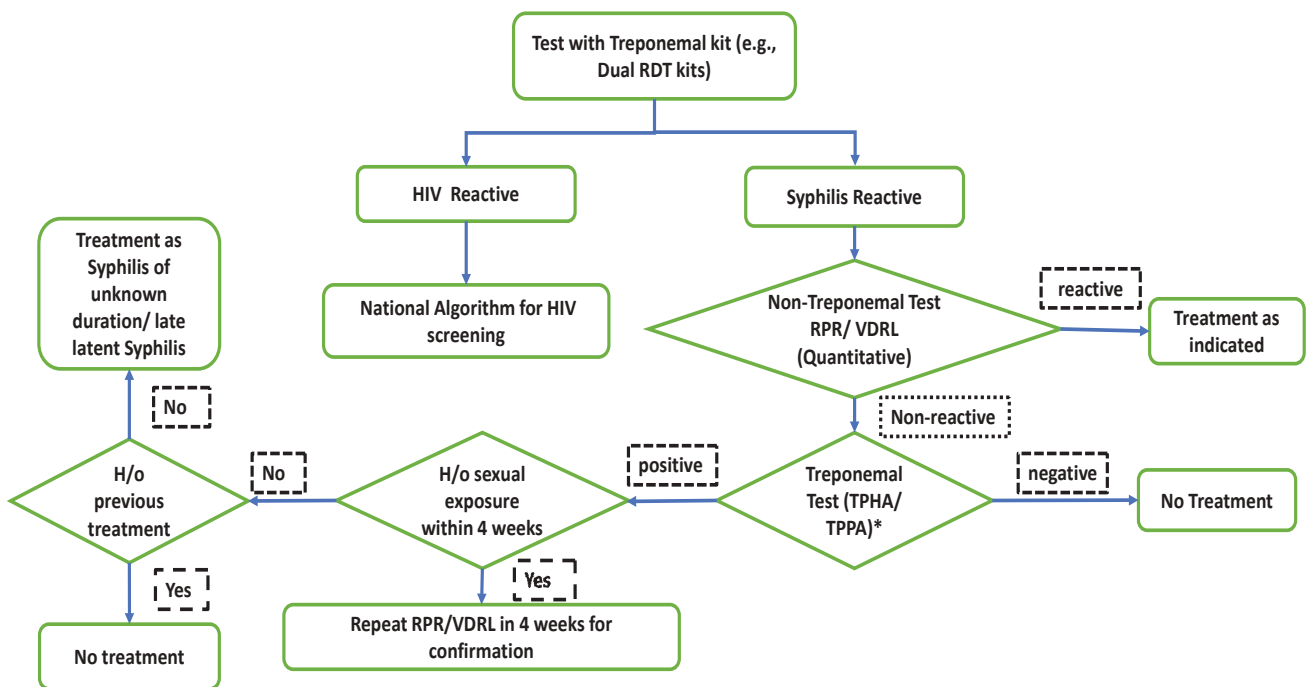 Test with Treponemal kit (e.g.,
Dual RDT kits)
HIV Reactive
Syphilis Reactive
Treatment as
Syphilis of
unknown
duration/ late
latent Syphilis
National Algorithm for HIV
screening
Non-Treponemal Test
RPR/ VDRL
(Quantitative)
reactive
Treatment as
indicated
No
Non-reactive
H/o
previous
treatment
No
H/o sexual
exposure
within 4 weeks
positive
Treponemal
Test (TPHA/
TPPA)*
negative
No Treatment
Yes
Yes
No treatment
Repeat RPR/VDRL in 4 weeks for
confirmation